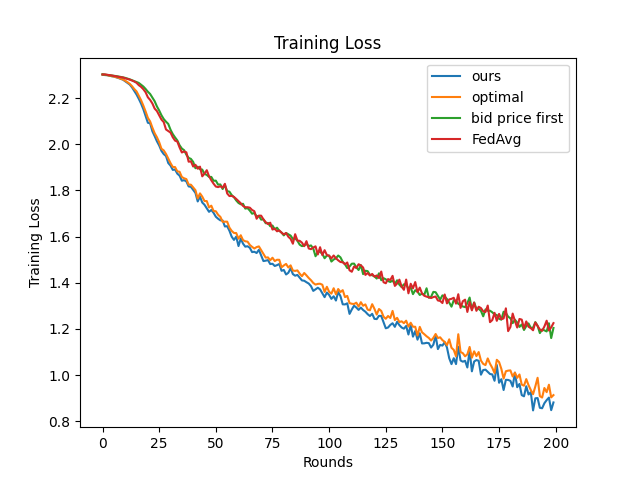 Training Loss
ours
optimal
bid price first
FedAvg
Training Loss
2.2
2.0
1.8
1.6
1.4
1.2
1.0
0.8
0 25 50 75 100 125 150 175 200
Rounds